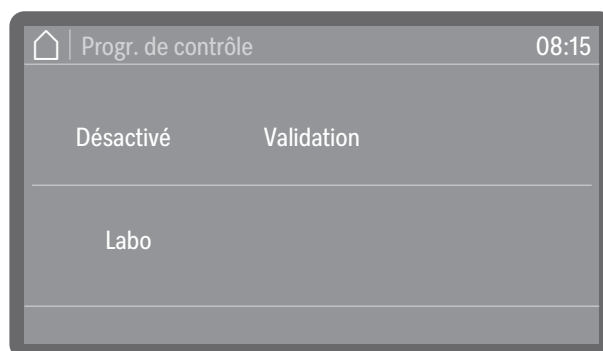 Progr. de contrôle 08:15
Désactivé Validation
Labo